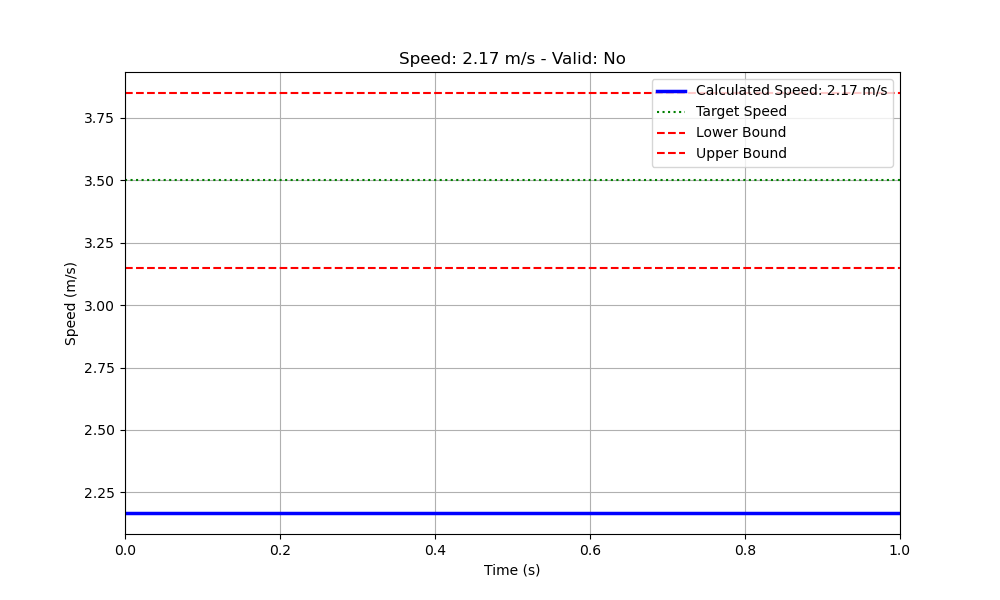 Speed: 2.17 m/s - Valid: No
Calculated Speed: 2.17 m/s
Target Speed
Lower Bound
Upper Bound
3.75
3.50
3.25
3.00
2.75
2.50
2.25
Speed (m/s)
0.0 0.2 0.4 0.6 0.8 1.0
Time (s)